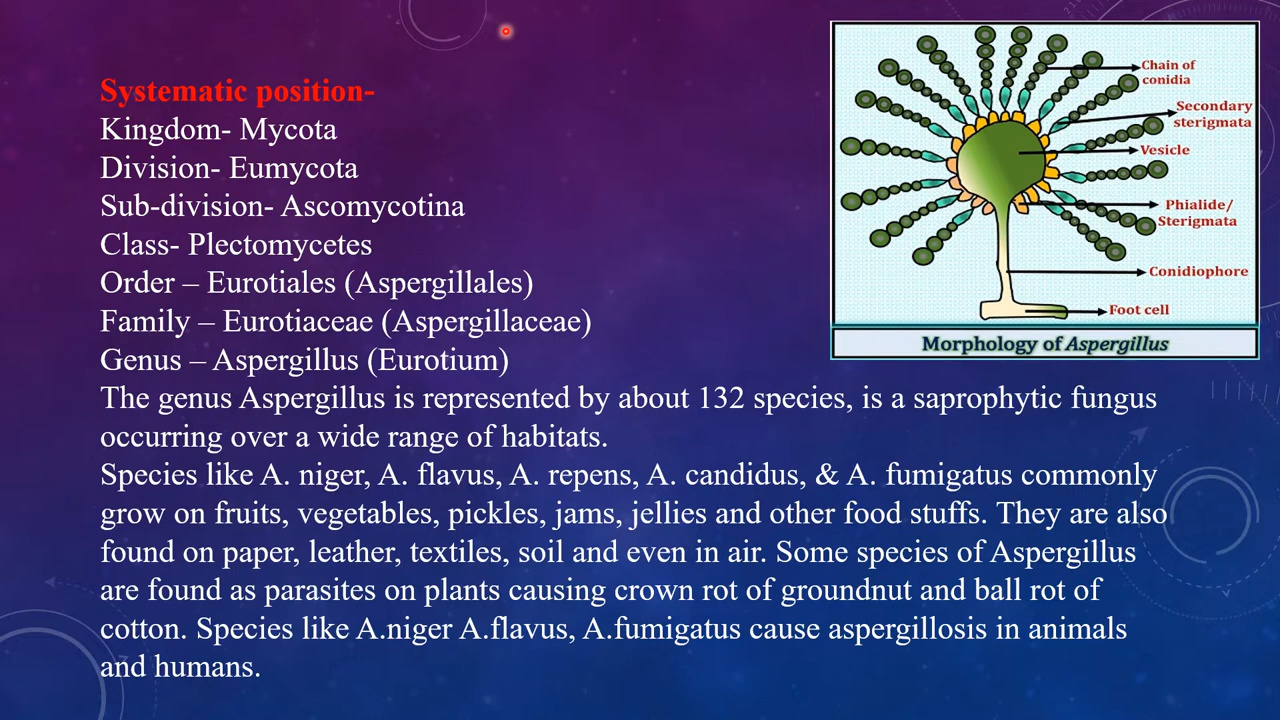 Systematic position-
Kingdom- Mycota
Division- Eumycota
Sub-division- Ascomycotina
Class- Plectomycetes
Order – Eurotiales (Aspergillales)
Family – Eurotiaceae (Aspergillaceae)
Genus – Aspergillus (Eurotium)
The genus Aspergillus is represented by about 132 species, is a saprophytic fungus
occurring over a wide range of habitats.
Species like A. niger, A. flavus, A. repens, A. candidus, & A. fumigatus commonly
grow on fruits, vegetables, pickles, jams, jellies and other food stuffs. They are also
found on paper, leather, textiles, soil and even in air. Some species of Aspergillus
are found as parasites on plants causing crown rot of groundnut and ball rot of
cotton. Species like A.niger A.flavus, A.fumigatus cause aspergillosis in animals
and humans.
Chain of
conidia
Secondary
sterigmata
Vesicle
Phialide/
Sterigmata
Conidiophore
Foot cell
Morphology of Aspergillus